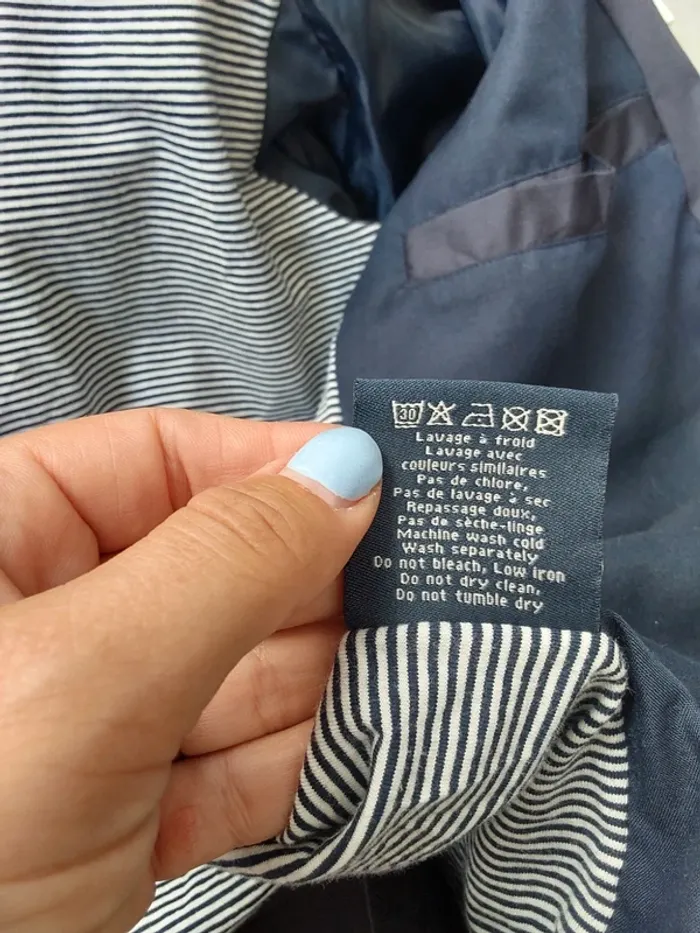 30
Lavage à froid
Lavage avec
couleurs similaires
Pas de chlore,
Pas de lavage à sec
Repassage doux,
Pas de sèche-linge
Machine wash cold
Wash separately
Do not bleach, Low iron
Do not dry clean,
Do not tumble dry